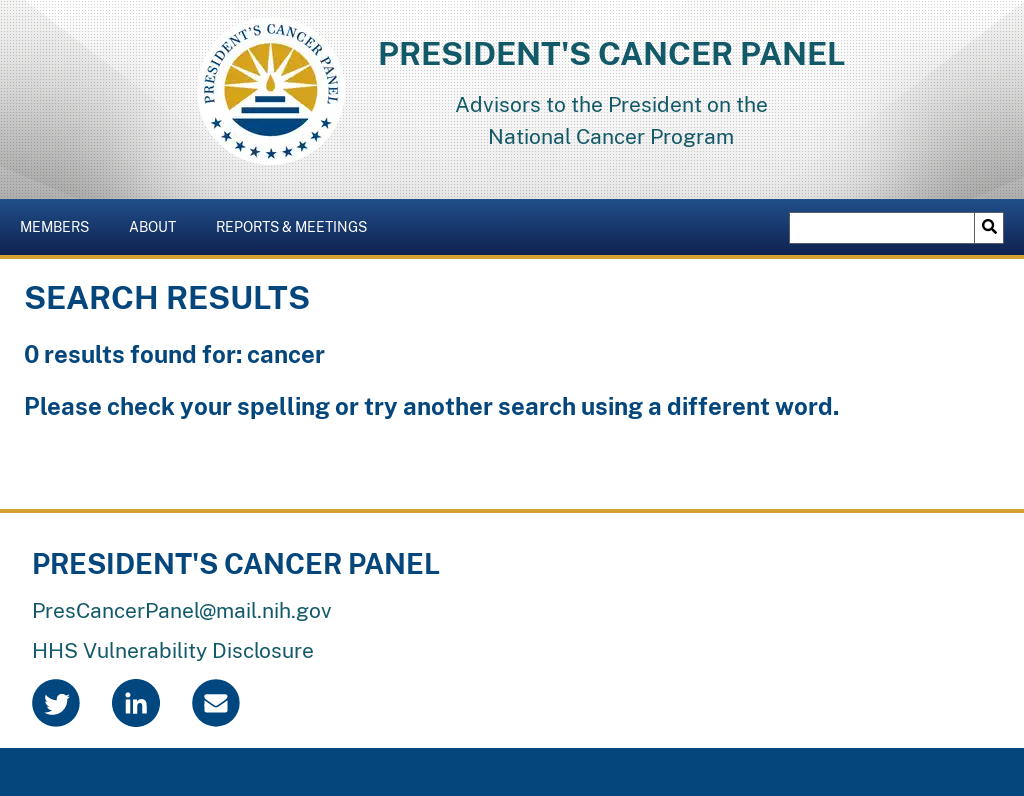 PRESIDENT'S CANCER PANEL
PRESIDENT'S CANCER PANEL
Advisors to the President on the
National Cancer Program
MEMBERS
ABOUT
REPORTS & MEETINGS
SEARCH RESULTS
0 results found for: cancer
Please check your spelling or try another search using a different word.
PRESIDENT'S CANCER PANEL
PresCancerPanel@mail.nih.gov
HHS Vulnerability Disclosure
in